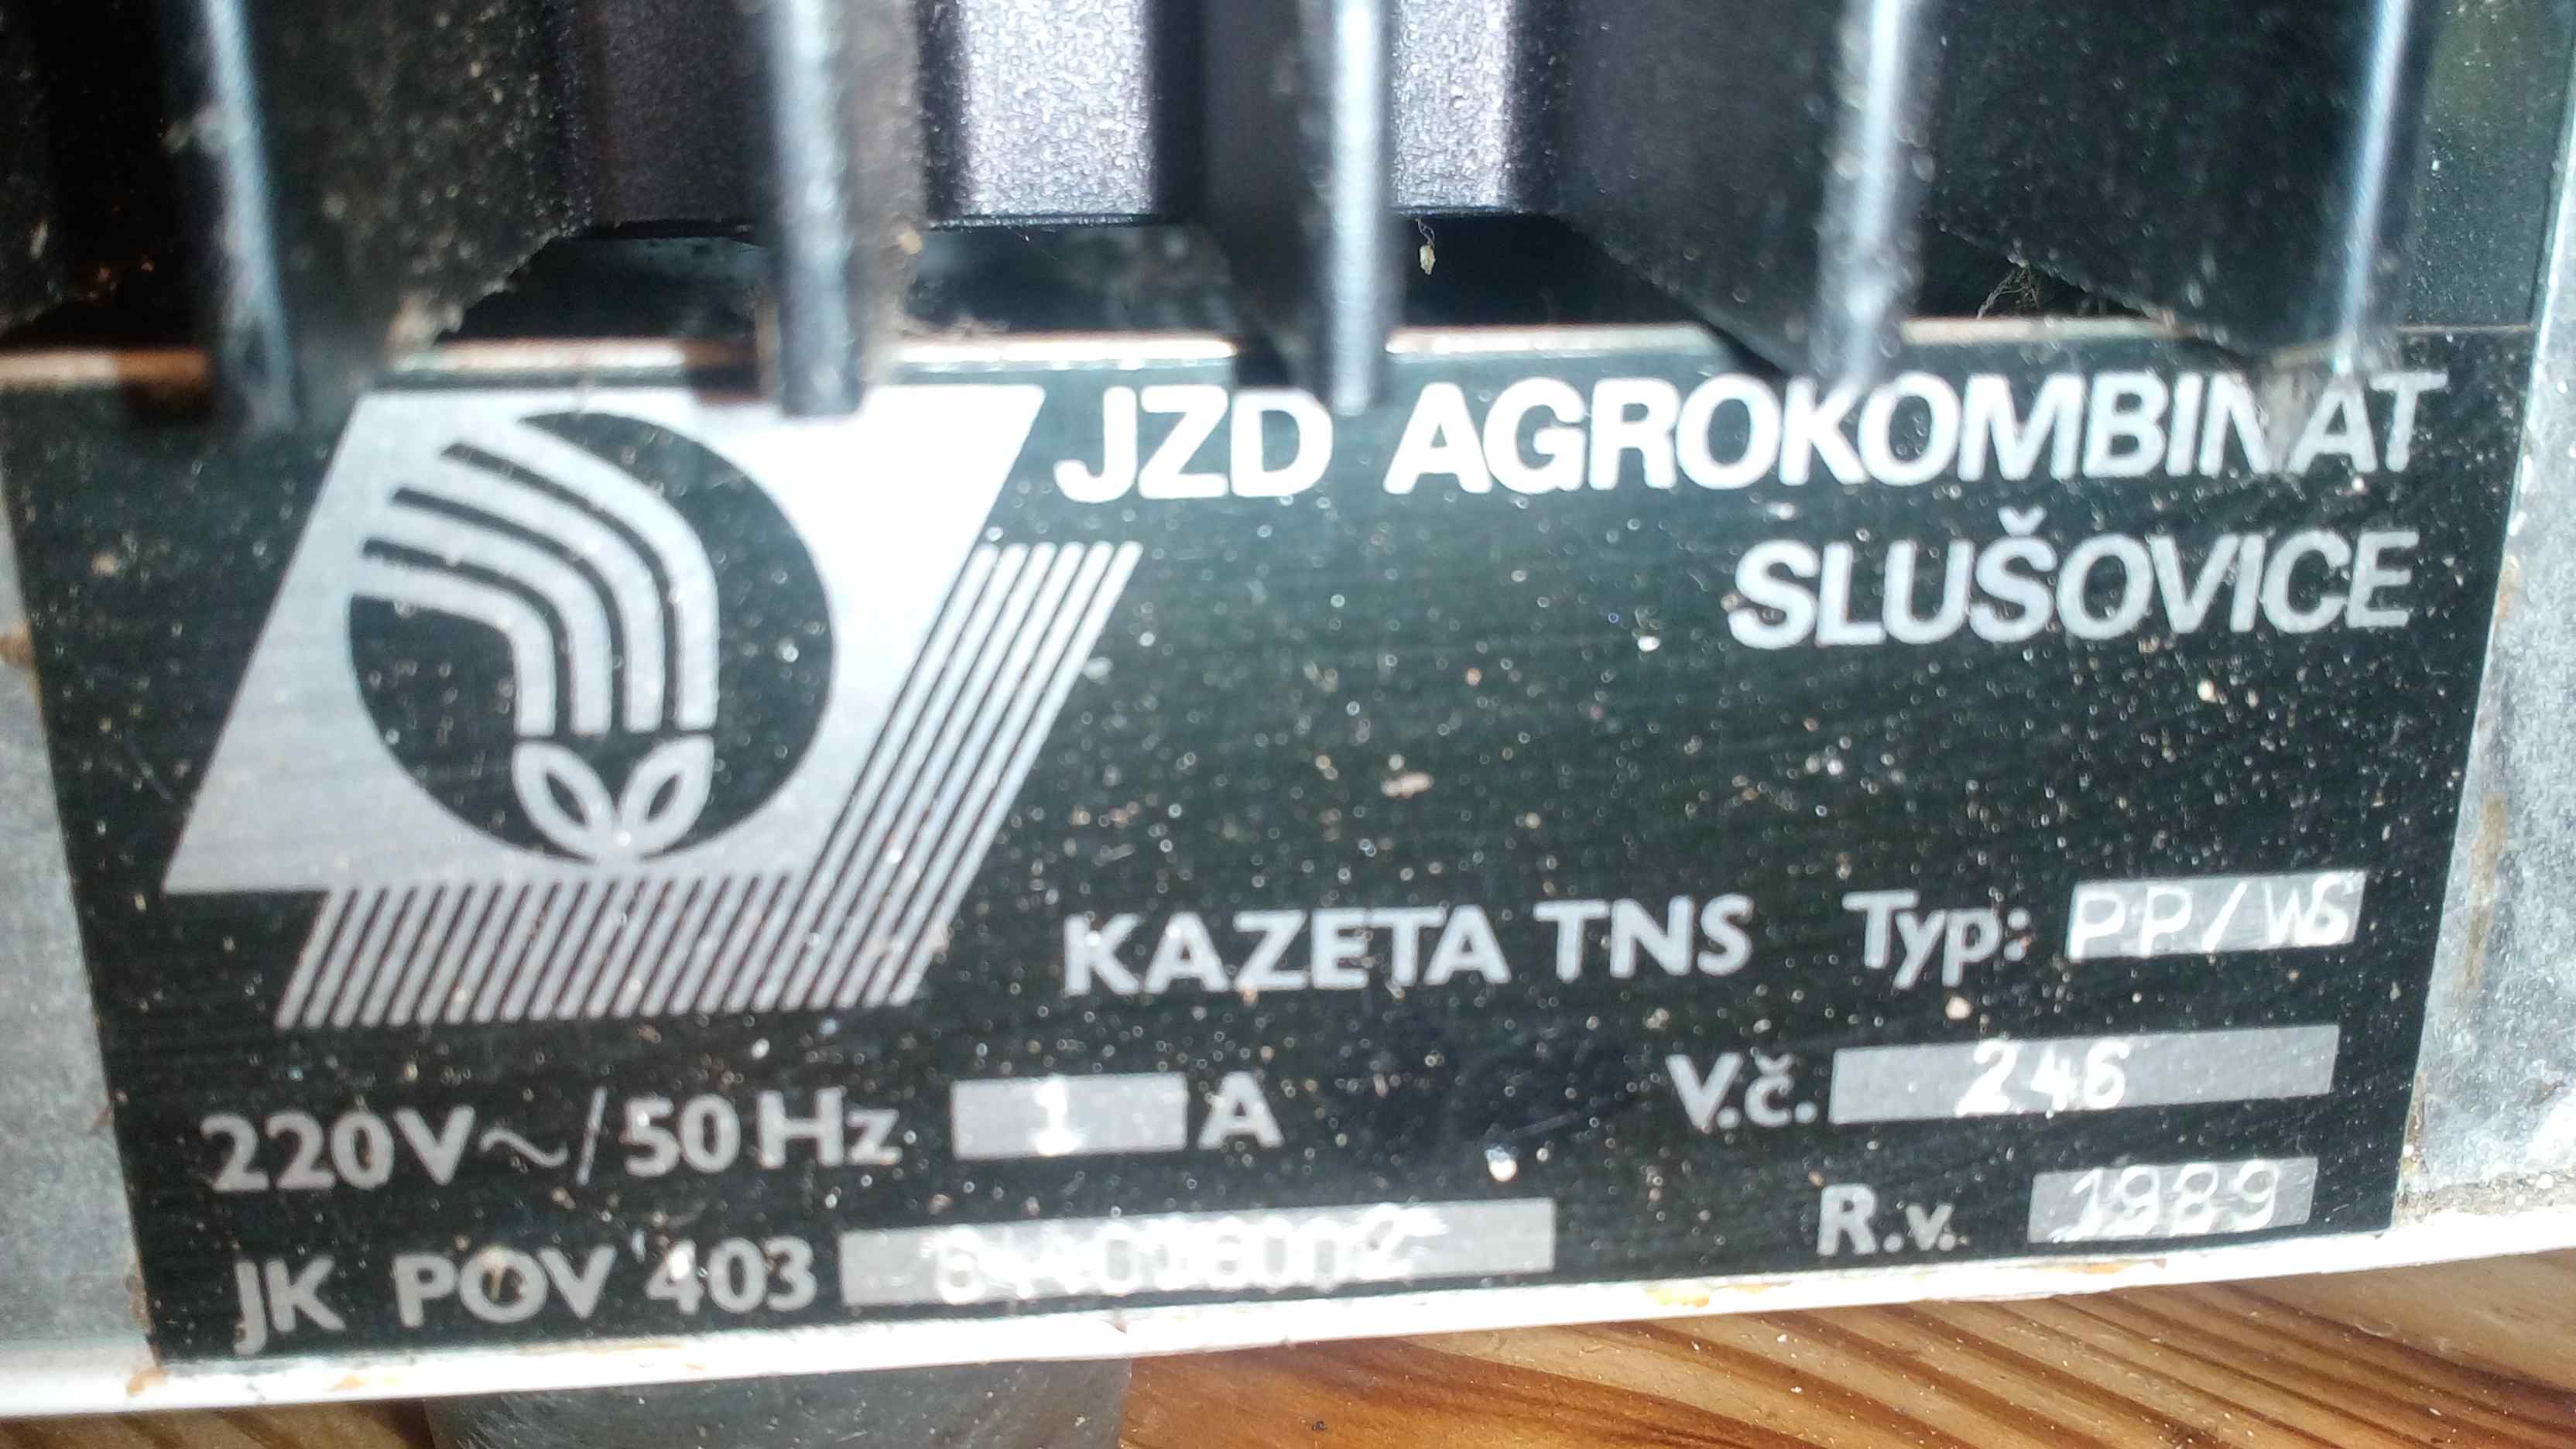 JZD AGROKOMBINAT
SLUŠOVICE
KAZETA TNS Typ: PP/WS
220V~/50Hz 1 A V.č. 246
JK POV 403 R.v. 1989